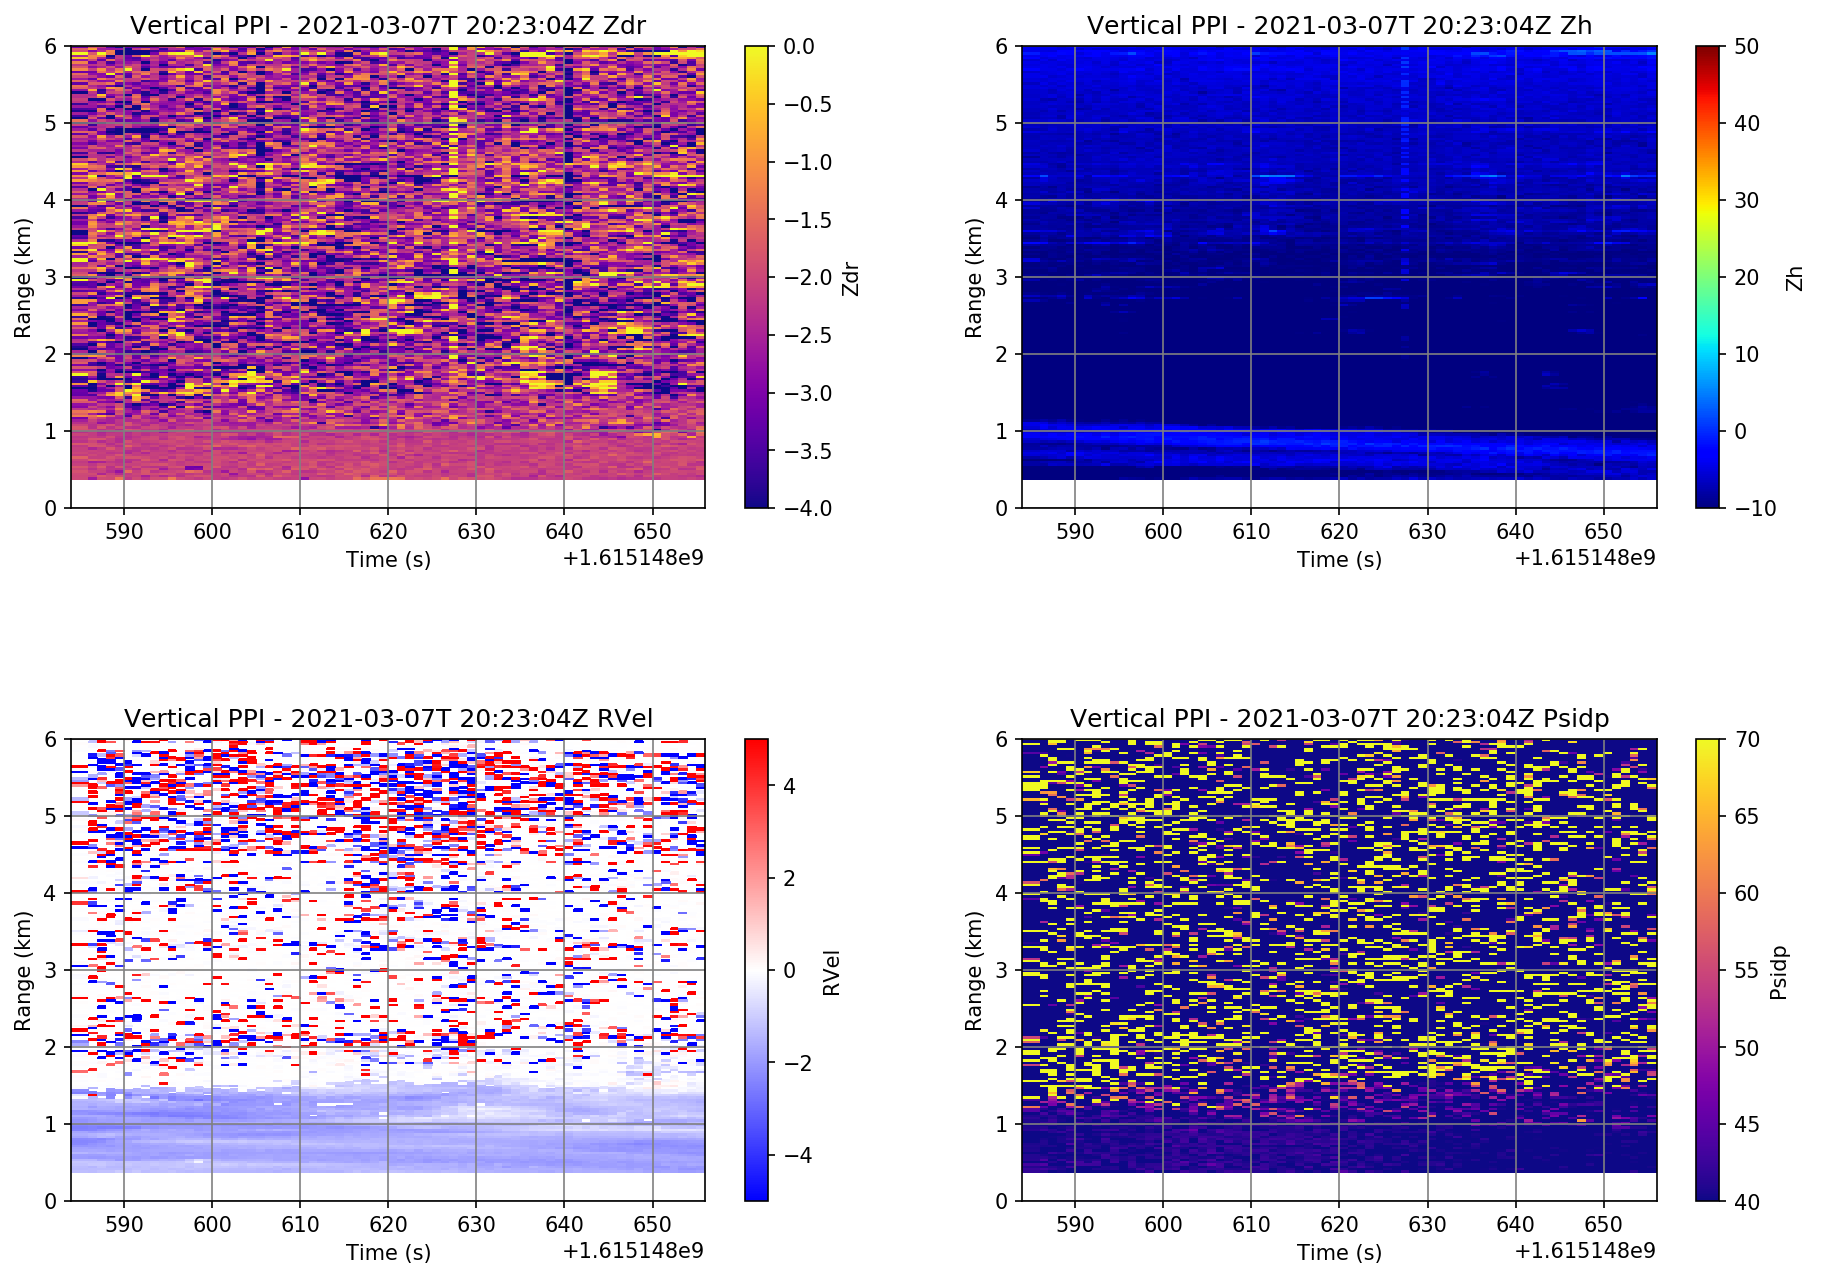 Vertical PPI - 2021-03-07T 20:23:04Z Zdr
6
5
4
3
2
1
0
Range (km)
590 600 610 620 630 640 650
Time (s)
+1.615148e9
0.0
−0.5
−1.0
−1.5
−2.0
−2.5
−3.0
−3.5
−4.0
Zdr
Vertical PPI - 2021-03-07T 20:23:04Z Zh
6
5
4
3
2
1
0
Range (km)
590 600 610 620 630 640 650
Time (s)
+1.615148e9
50
40
30
20
10
0
−10
Zh
Vertical PPI - 2021-03-07T 20:23:04Z RVel
6
5
4
3
2
1
0
Range (km)
590 600 610 620 630 640 650
Time (s)
+1.615148e9
4
2
0
−2
−4
RVel
Vertical PPI - 2021-03-07T 20:23:04Z Psidp
6
5
4
3
2
1
0
Range (km)
590 600 610 620 630 640 650
Time (s)
+1.615148e9
70
65
60
55
50
45
40
Psidp